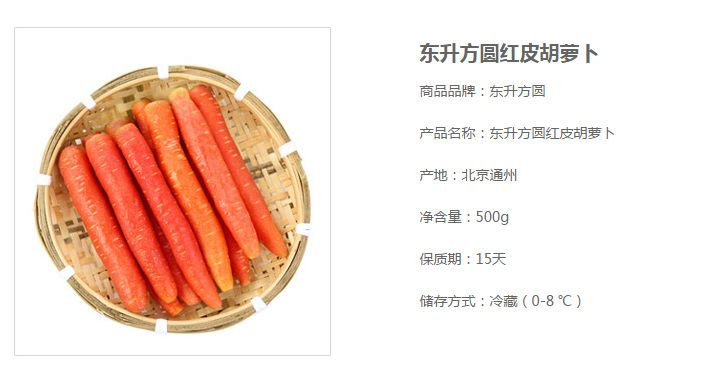 东升方圆红皮胡萝卜
商品品牌：东升方圆
产品名称：东升方圆红皮胡萝卜
产地：北京通州
净含量：500g
保质期：15天
储存方式：冷藏（0-8 ℃）